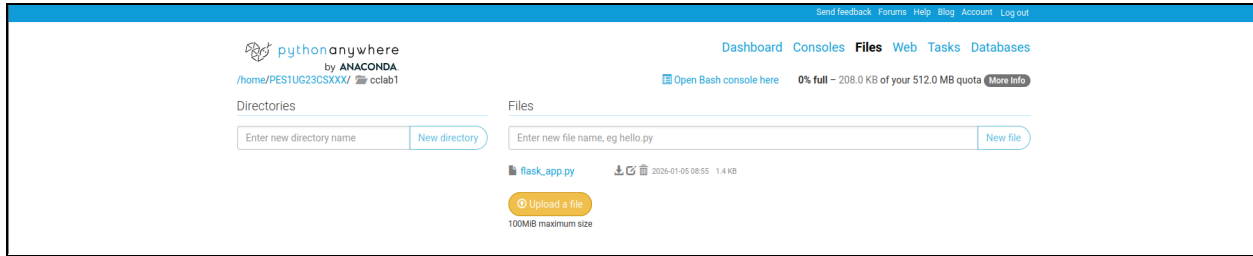 Send feedback Forums Help Blog Account Log out
pythonanywhere
by ANACONDA.
Dashboard Consoles Files Web Tasks Databases
/home/PES1UG23CSXXX/ cclab1
Open Bash console here 0% full – 208.0 KB of your 512.0 MB quota More Info
Directories
Enter new directory name New directory
Files
Enter new file name, eg hello.py New file
flask_app.py 2026-01-05 08:55 1.4 KB
Upload a file
100MiB maximum size